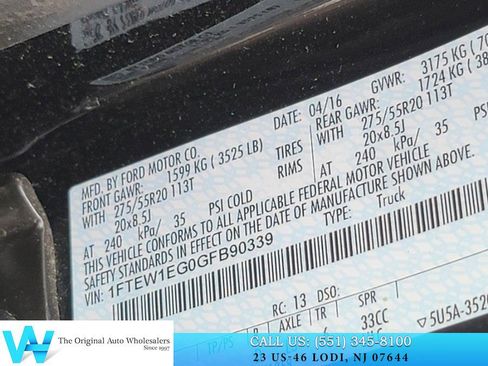 MFD. BY FORD MOTOR CO.
DATE: 04/16
GVWR: 3175 KG
FRONT GAWR: 1599 KG ( 3525 LB)
REAR GAWR: 1724 KG
WITH 275/55R20 113T TIRES 275/55R20 113T
20x8.5J RIMS 20x8.5J
AT 240 kPa/ 35 PSI COLD 240 kPa/ 35
THIS VEHICLE CONFORMS TO ALL APPLICABLE FEDERAL MOTOR VEHICLE
SAFETY STANDARDS IN EFFECT ON THE DATE OF MANUFACTURE SHOWN ABOVE.
VIN: 1FTEW1EG0GFB90339
TYPE: Truck
RC: 13 DSO:
AXLE TR SPR
33CC
5U5A-352
W
The Original Auto Wholesalers
Since 1997
CALL US: (551) 345-8100
23 US-46 LODI, NJ 07644